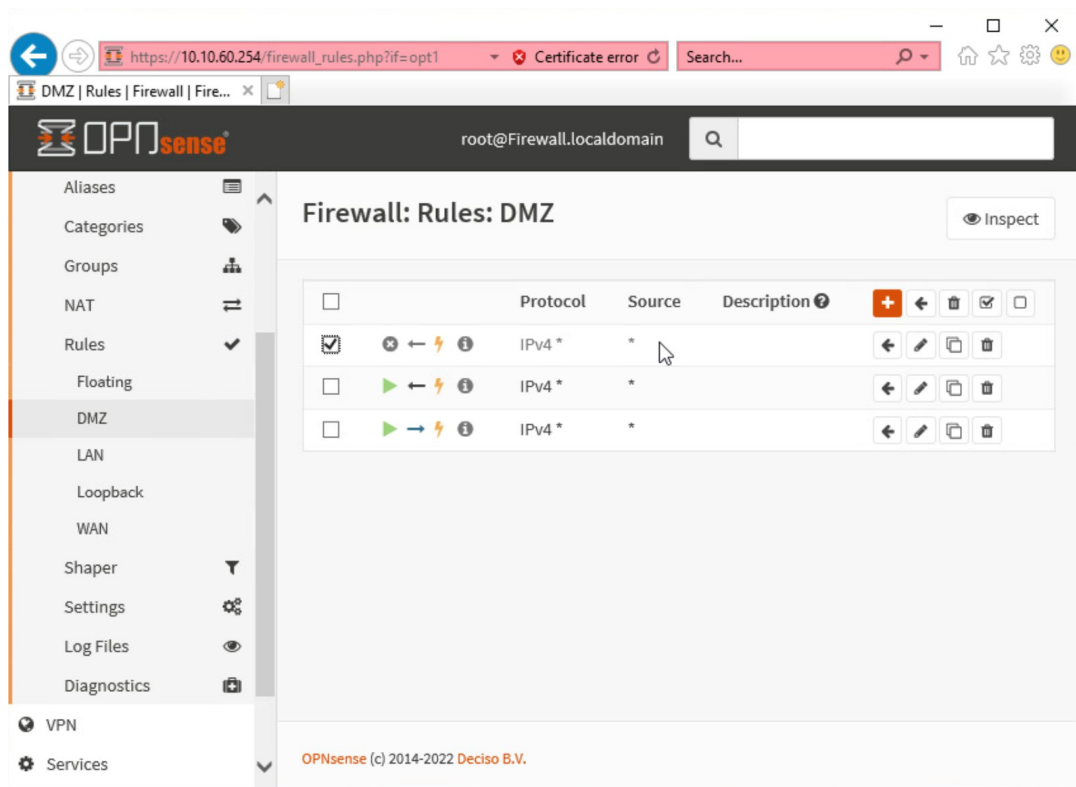 https://10.10.60.254/firewall_rules.php?if=opt1 Certificate error Search...
DMZ | Rules | Firewall | Fire...
OPNsense root@Firewall.localdomain
Aliases
Categories
Groups
NAT
Rules
Floating
DMZ
LAN
Loopback
WAN
Shaper
Settings
Log Files
Diagnostics
VPN
Services
Firewall: Rules: DMZ
Inspect
Protocol Source Description
IPv4 * *
IPv4 * *
IPv4 * *
OPNsense (c) 2014-2022 Deciso B.V.